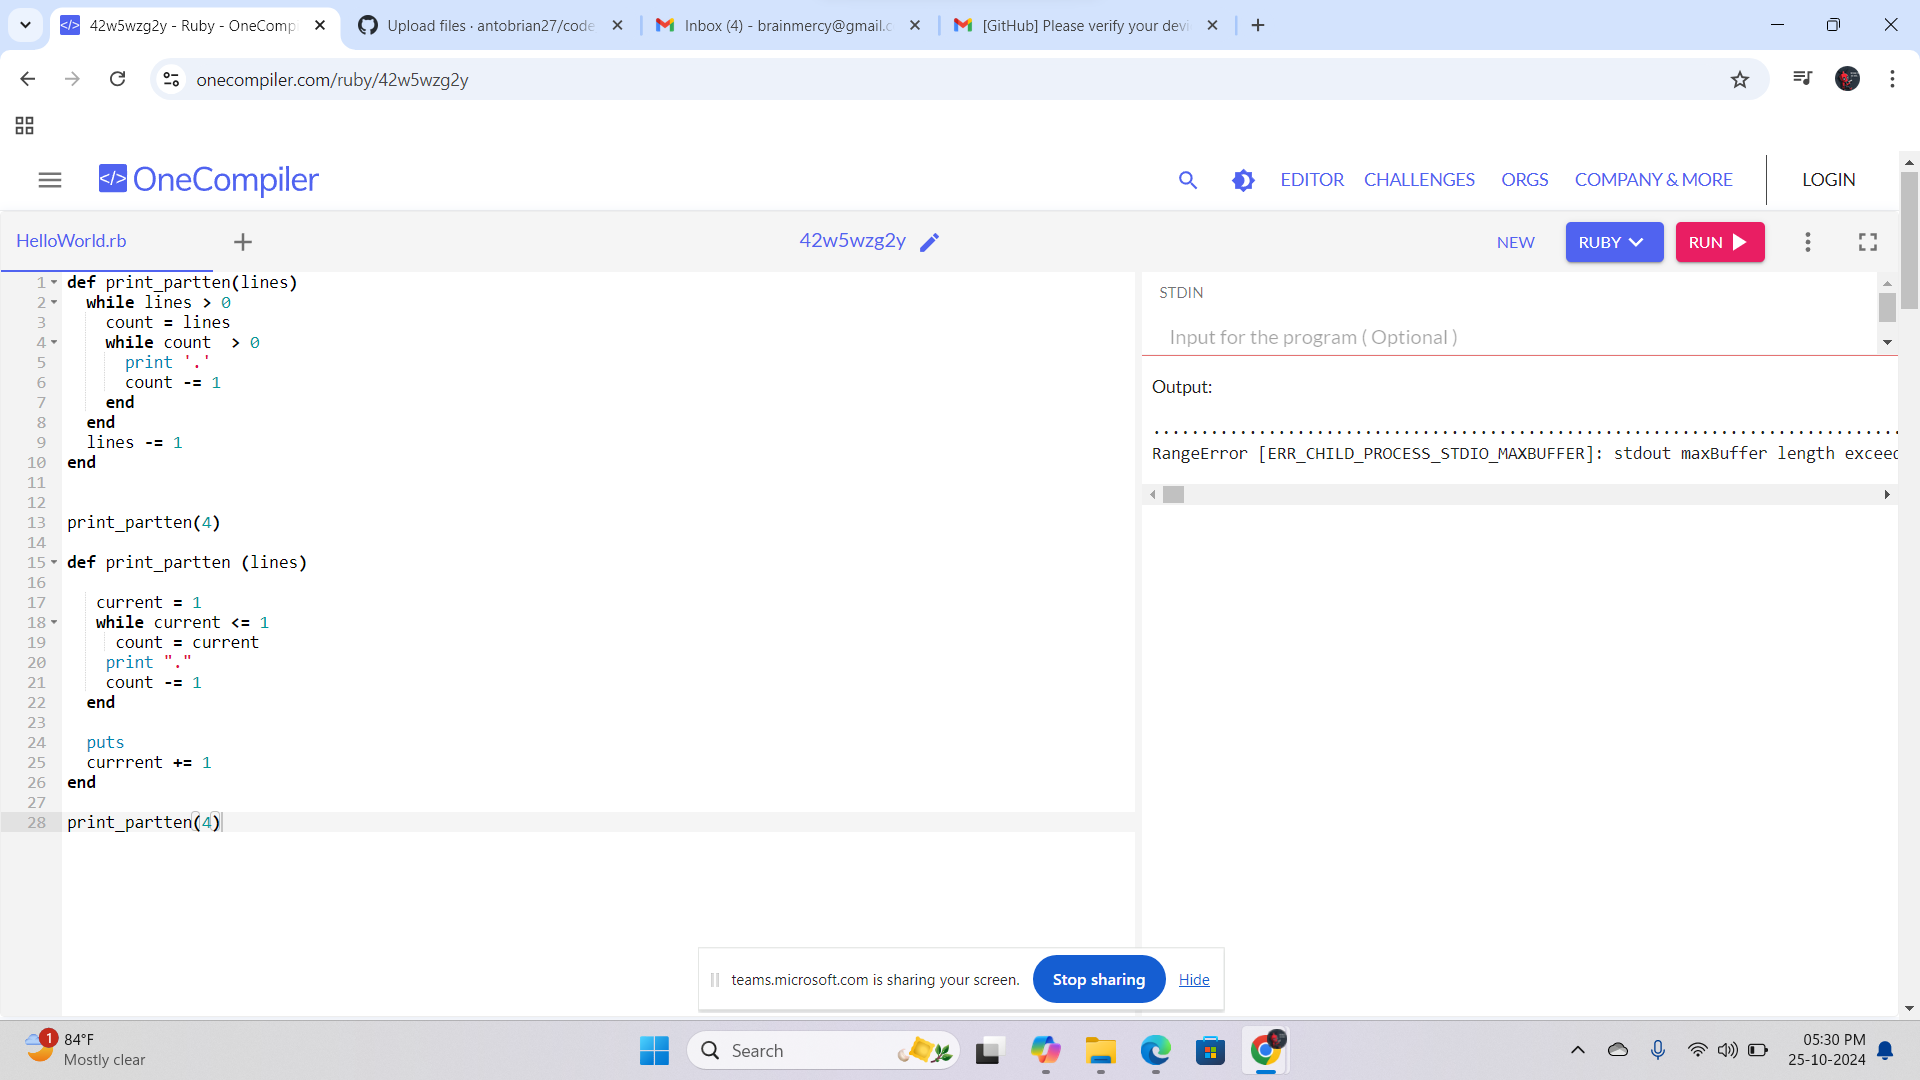 42w5wzg2y - Ruby - OneComp
Upload files · antobrian27/code
Inbox (4) - brainmercy@gmail.c
[GitHub] Please verify your devi
onecompiler.com/ruby/42w5wzg2y
</> OneCompiler
EDITOR CHALLENGES ORGS COMPANY & MORE LOGIN
HelloWorld.rb
42w5wzg2y
NEW RUBY RUN
1 def print_partten(lines)
2 while lines > 0
3 count = lines
4 while count  > 0
5 print '.'
6 count -= 1
7 end
8 end
9 lines -= 1
10 end
11
12
13 print_partten(4)
14
15 def print_partten (lines)
16
17 current = 1
18 while current <= 1
19 count = current
20 print "."
21 count -= 1
22 end
23
24 puts
25 currrent += 1
26 end
27
28 print_partten(4)
STDIN
Input for the program ( Optional )
Output:
..............................................................................
RangeError [ERR_CHILD_PROCESS_STDIO_MAXBUFFER]: stdout maxBuffer length exceed
teams.microsoft.com is sharing your screen. Stop sharing Hide
1
84°F
Mostly clear
Search
05:30 PM
25-10-2024